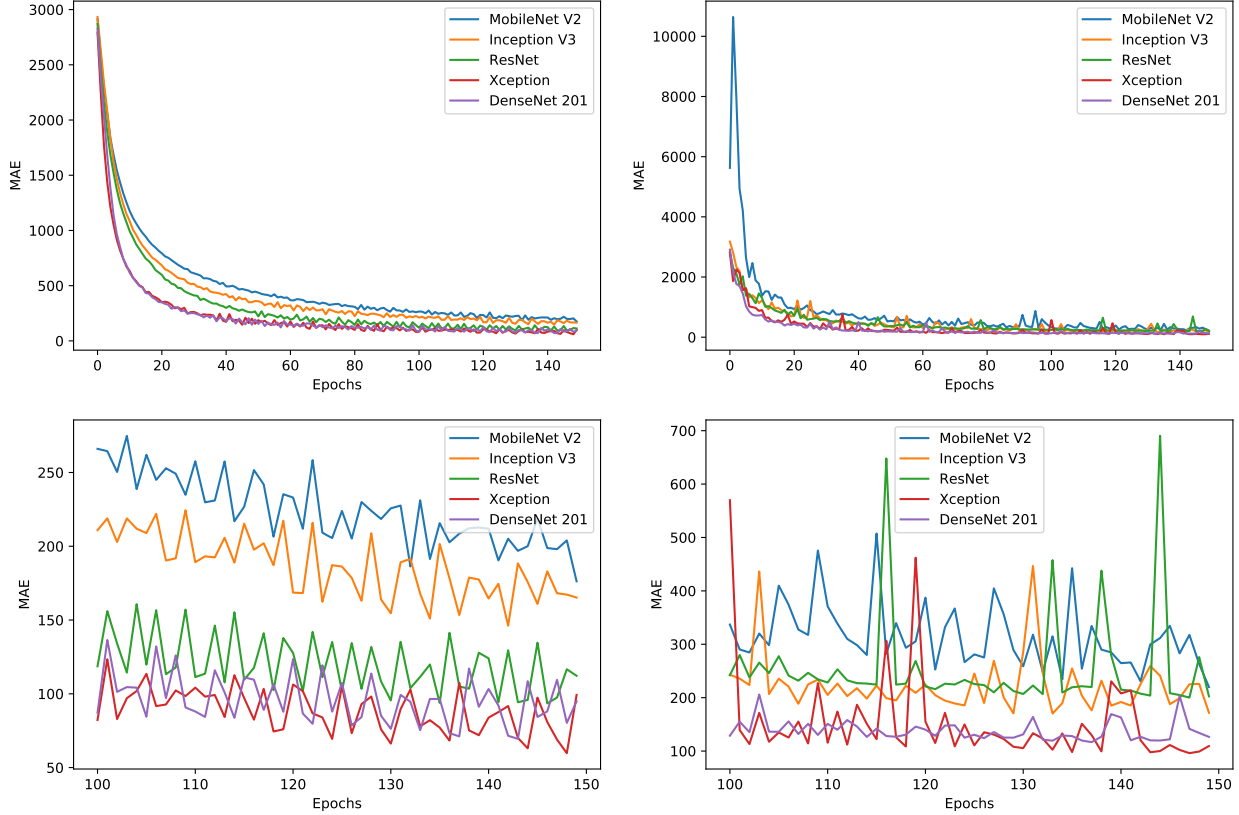 3000
2500
2000
1500
1000
500
0
MAE
0 20 40 60 80 100 120 140
Epochs
MobileNet V2
Inception V3
ResNet
Xception
DenseNet 201
10000
8000
6000
4000
2000
0
MAE
0 20 40 60 80 100 120 140
Epochs
MobileNet V2
Inception V3
ResNet
Xception
DenseNet 201
250
200
150
100
50
MAE
100 110 120 130 140 150
Epochs
MobileNet V2
Inception V3
ResNet
Xception
DenseNet 201
700
600
500
400
300
200
100
MAE
100 110 120 130 140 150
Epochs
MobileNet V2
Inception V3
ResNet
Xception
DenseNet 201